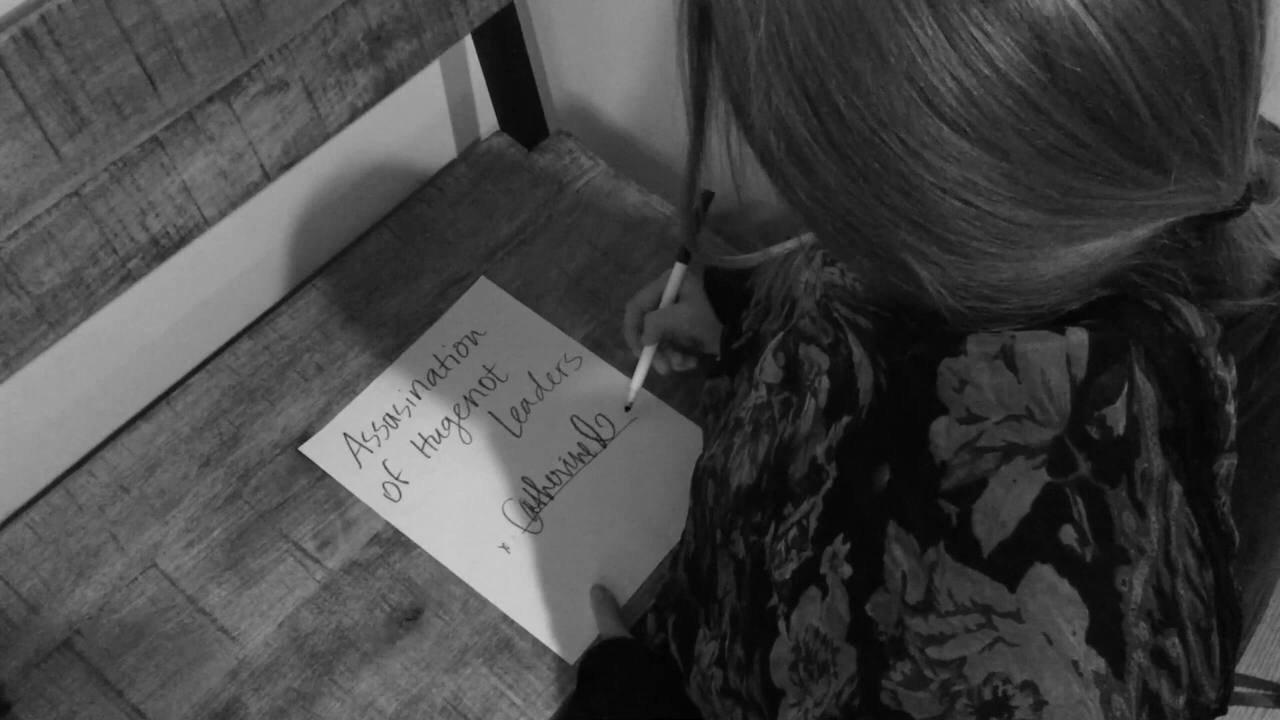 Assasination
of Hugenot
Leaders
x Catherine D